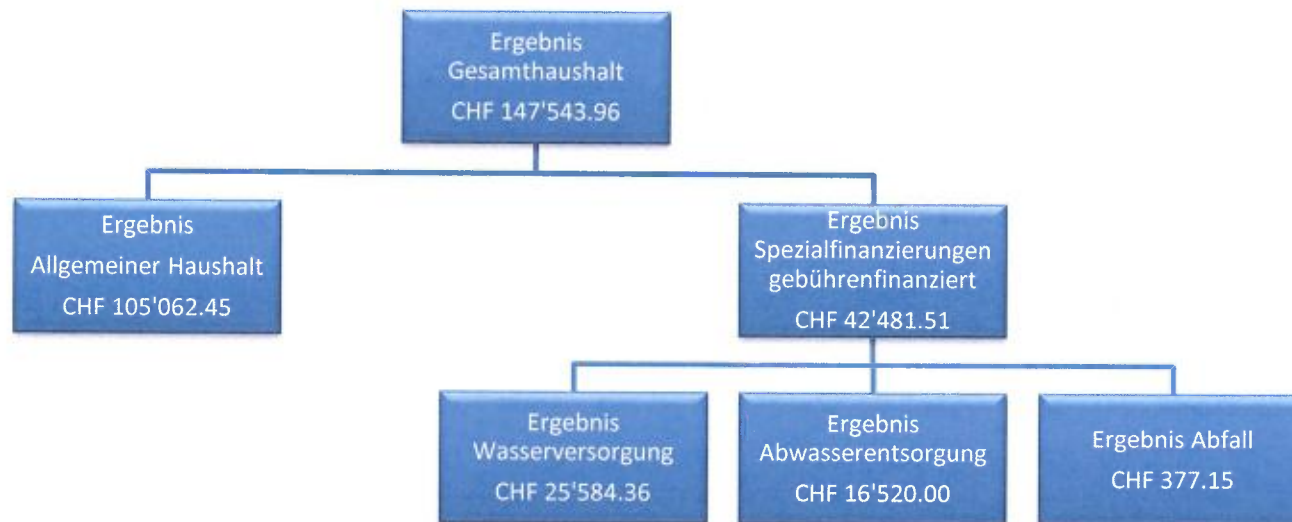 Ergebnis
Gesamthaushalt
CHF 147'543.96
Ergebnis
Allgemeiner Haushalt
CHF 105'062.45
Ergebnis
Spezialfinanzierungen
gebührenfinanziert
CHF 42'481.51
Ergebnis
Wasserversorgung
CHF 25'584.36
Ergebnis
Abwasserentsorgung
CHF 16'520.00
Ergebnis Abfall
CHF 377.15